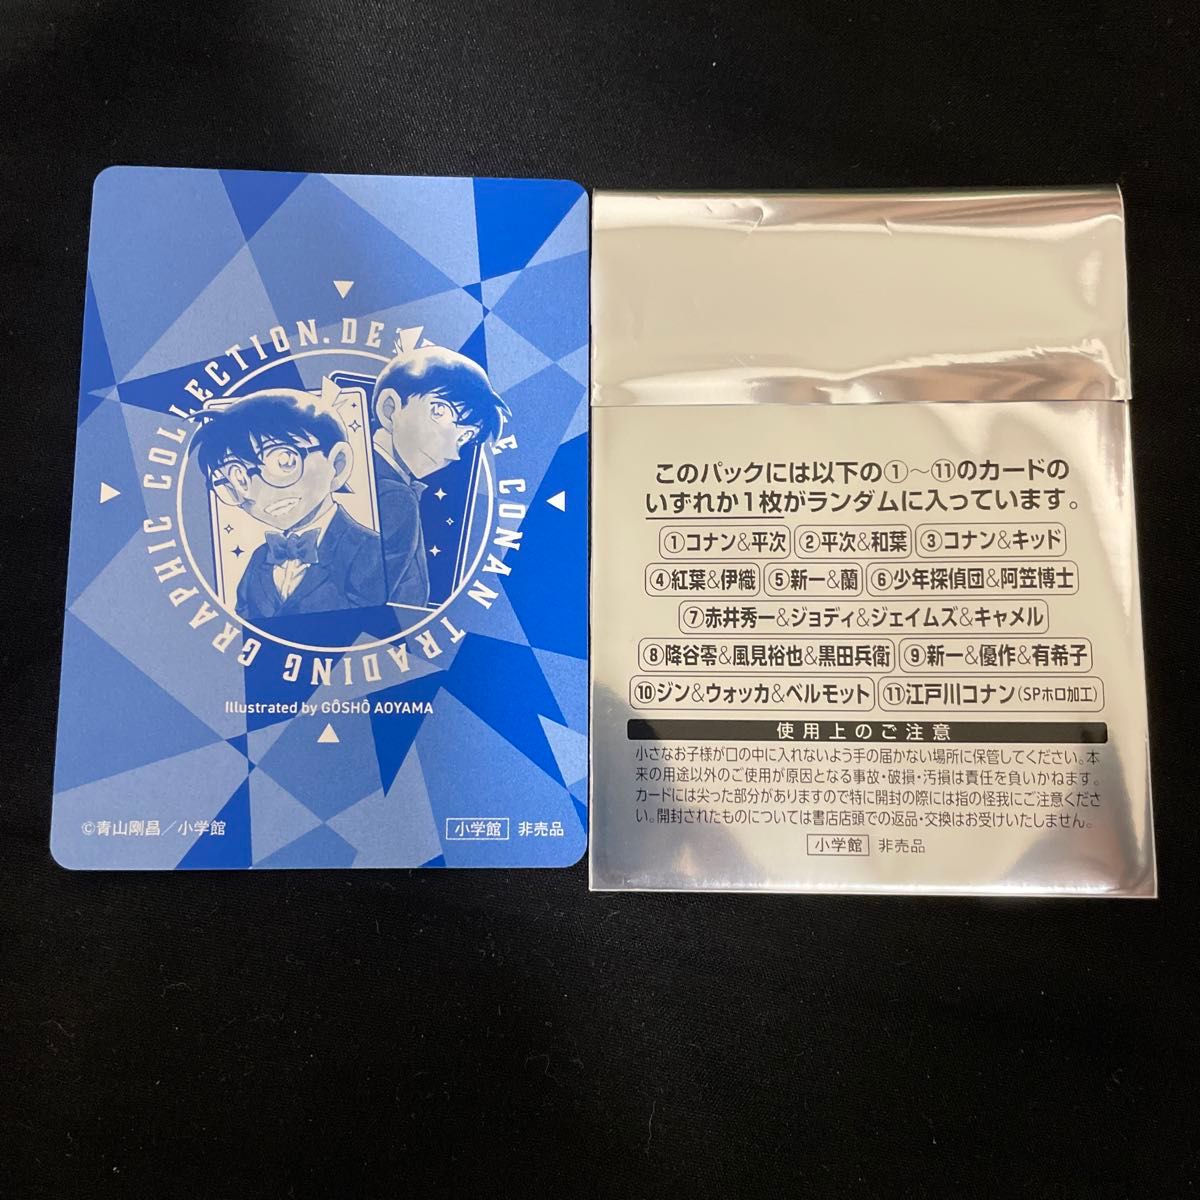 DETECTIVE CONAN TRADING GRAPHIC COLLECTION.
Illustrated by GŌSHŌ AOYAMA
©青山剛昌／小学館
小学館 非売品
このパックには以下の①～⑪のカードの
いずれか1枚がランダムに入っています。
①コナン&平次 ②平次&和葉 ③コナン&キッド
④紅葉&伊織 ⑤新一&蘭 ⑥少年探偵団&阿笠博士
⑦赤井秀一&ジョディ&ジェイムズ&キャメル
⑧降谷零&風見裕也&黒田兵衛 ⑨新一&優作&有希子
⑩ジン&ウォッカ&ベルモット ⑪江戸川コナン(SPホロ加工)
使用上のご注意
小さなお子様が口の中に入れないよう手の届かない場所に保管してください。本
来の用途以外のご使用が原因となる事故・破損・汚損は責任を負いかねます。
カードには尖った部分がありますので特に開封の際には指の怪我にご注意くださ
い。開封されたものについては書店店頭での返品・交換はお受けいたしません。
小学館 非売品